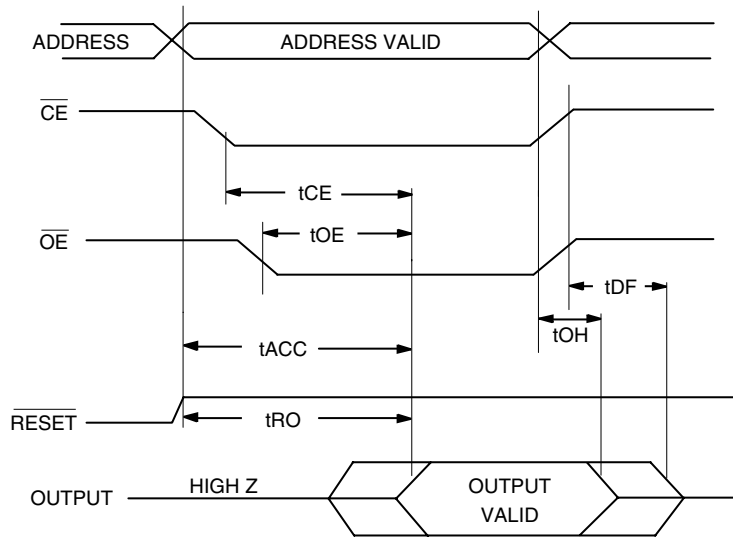 ADDRESS ADDRESS VALID
CE
tCE
OE tOE
tDF
tOH
tACC
RESET tRO
OUTPUT HIGH Z OUTPUT
VALID